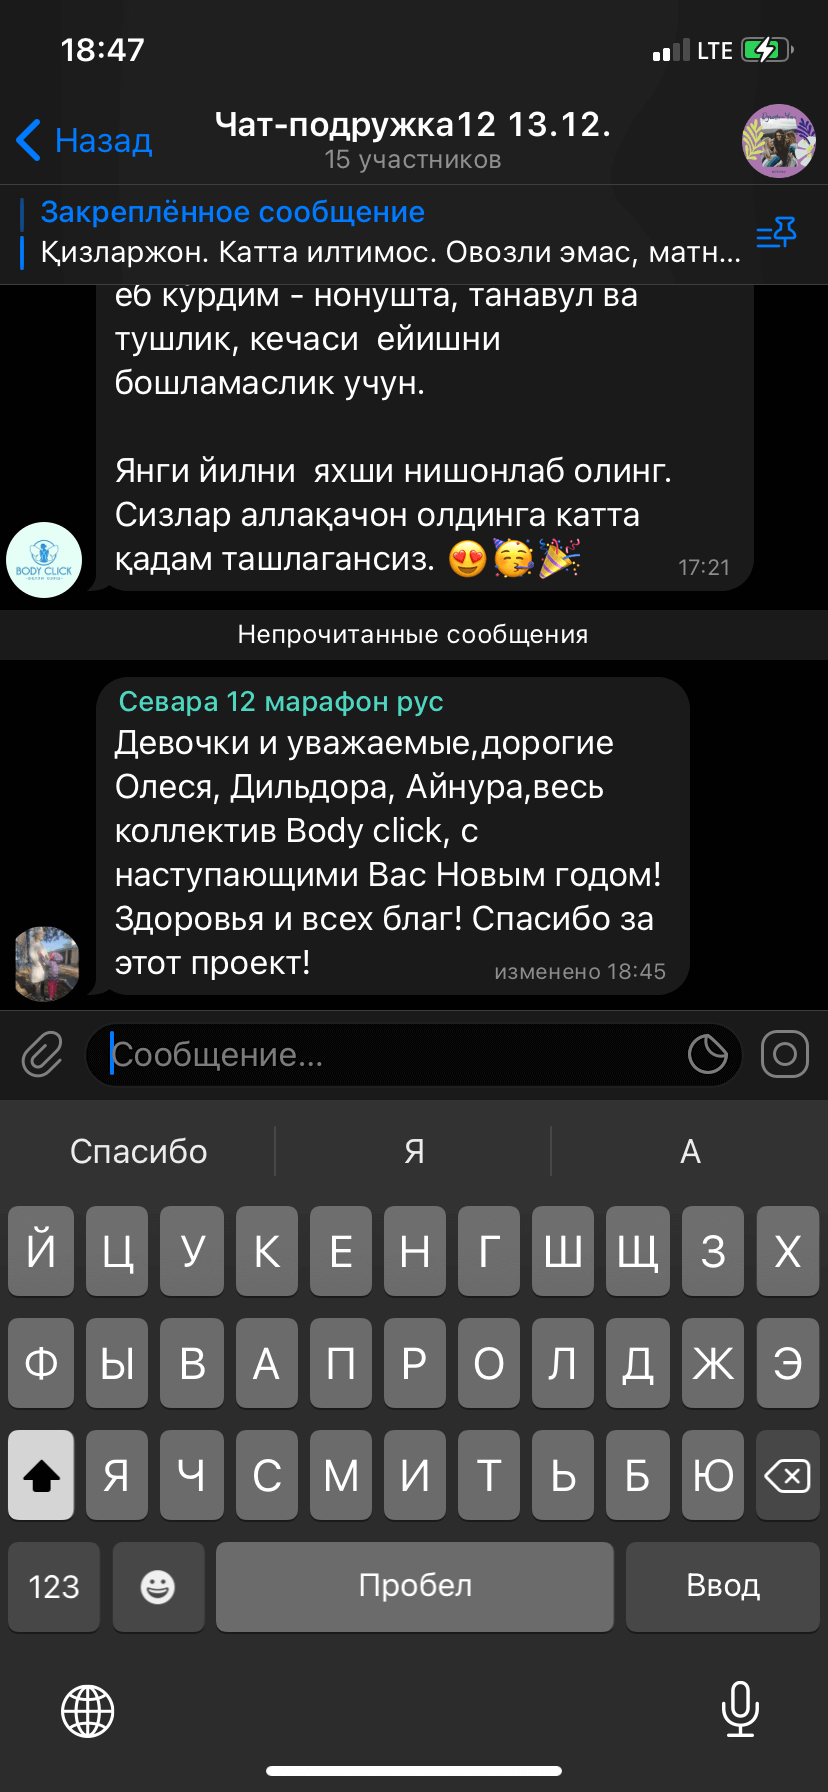 18:47
LTE
Назад
Чат-подружка12 13.12.
15 участников
Закреплённое сообщение
Қизларжон. Катта илтимос. Овозли эмас, матн...
еб кўрдим - нонушта, танавул ва
тушлик, кечаси  ейишни
бошламаслик учун.
Янги йилни  яхши нишонлаб олинг.
Сизлар аллақачон олдинга катта
қадам ташлагансиз. 😍🥳🎉
17:21
BODY CLICK
Непрочитанные сообщения
Севара 12 марафон рус
Девочки и уважаемые,дорогие
Олеся, Дильдора, Айнура,весь
коллектив Body click, с
наступающими Вас Новым годом!
Здоровья и всех благ! Спасибо за
этот проект!
изменено 18:45
Сообщение...
Спасибо Я А
Й Ц У К Е Н Г Ш Щ З Х
Ф Ы В А П Р О Л Д Ж Э
Я Ч С М И Т Ь Б Ю
123 Пробел Ввод